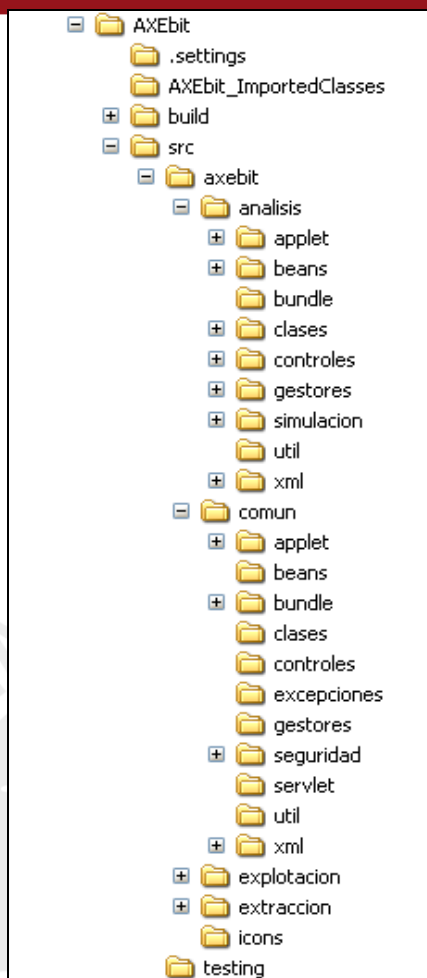 AXEbit
.settings
AXEbit_ImportedClasses
build
src
axebit
analisis
applet
beans
bundle
clases
controles
gestores
simulacion
util
xml
comun
applet
beans
bundle
clases
controles
excepciones
gestores
seguridad
servlet
util
xml
explotacion
extraccion
icons
testing